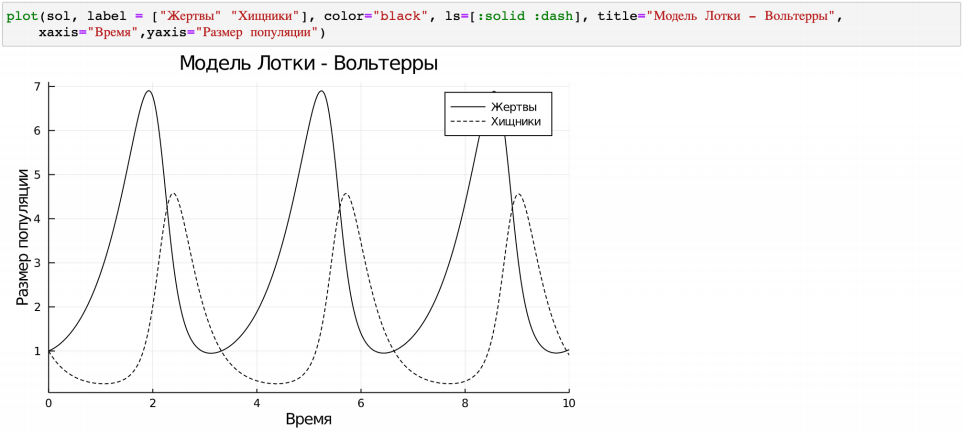 plot(sol, label = ["Жертвы" "Хищники"], color="black", ls=[:solid :dash], title="Модель Лотки - Вольтерры",
xaxis="Время",yaxis="Размер популяции")
Модель Лотки - Вольтерры
Жертвы
Хищники
Размер популяции
7
6
5
4
3
2
1
0
2
4
6
8
10
Время